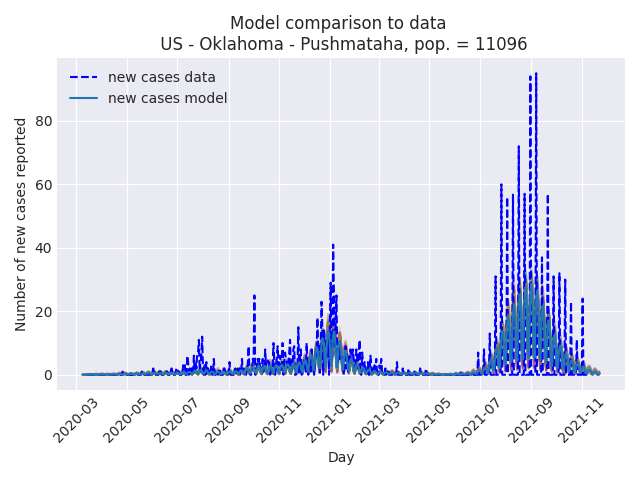 Model comparison to data
US - Oklahoma - Pushmataha, pop. = 11096
new cases data
new cases model
Number of new cases reported
80
60
40
20
0
2020-03
2020-05
2020-07
2020-09
2020-11
2021-01
2021-03
2021-05
2021-07
2021-09
2021-11
Day